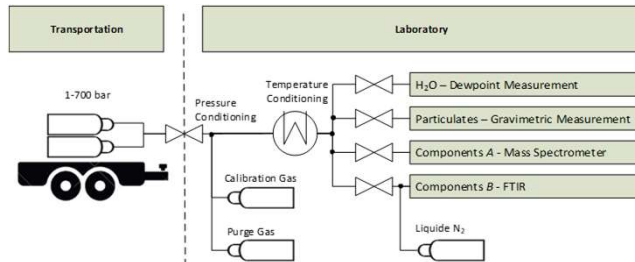 Transportation
Laboratory
1-700 bar
Pressure
Conditioning
Temperature
Conditioning
H₂O – Dewpoint Measurement
Particulates – Gravimetric Measurement
Components A - Mass Spectrometer
Components B - FTIR
Calibration Gas
Purge Gas
Liquide N₂